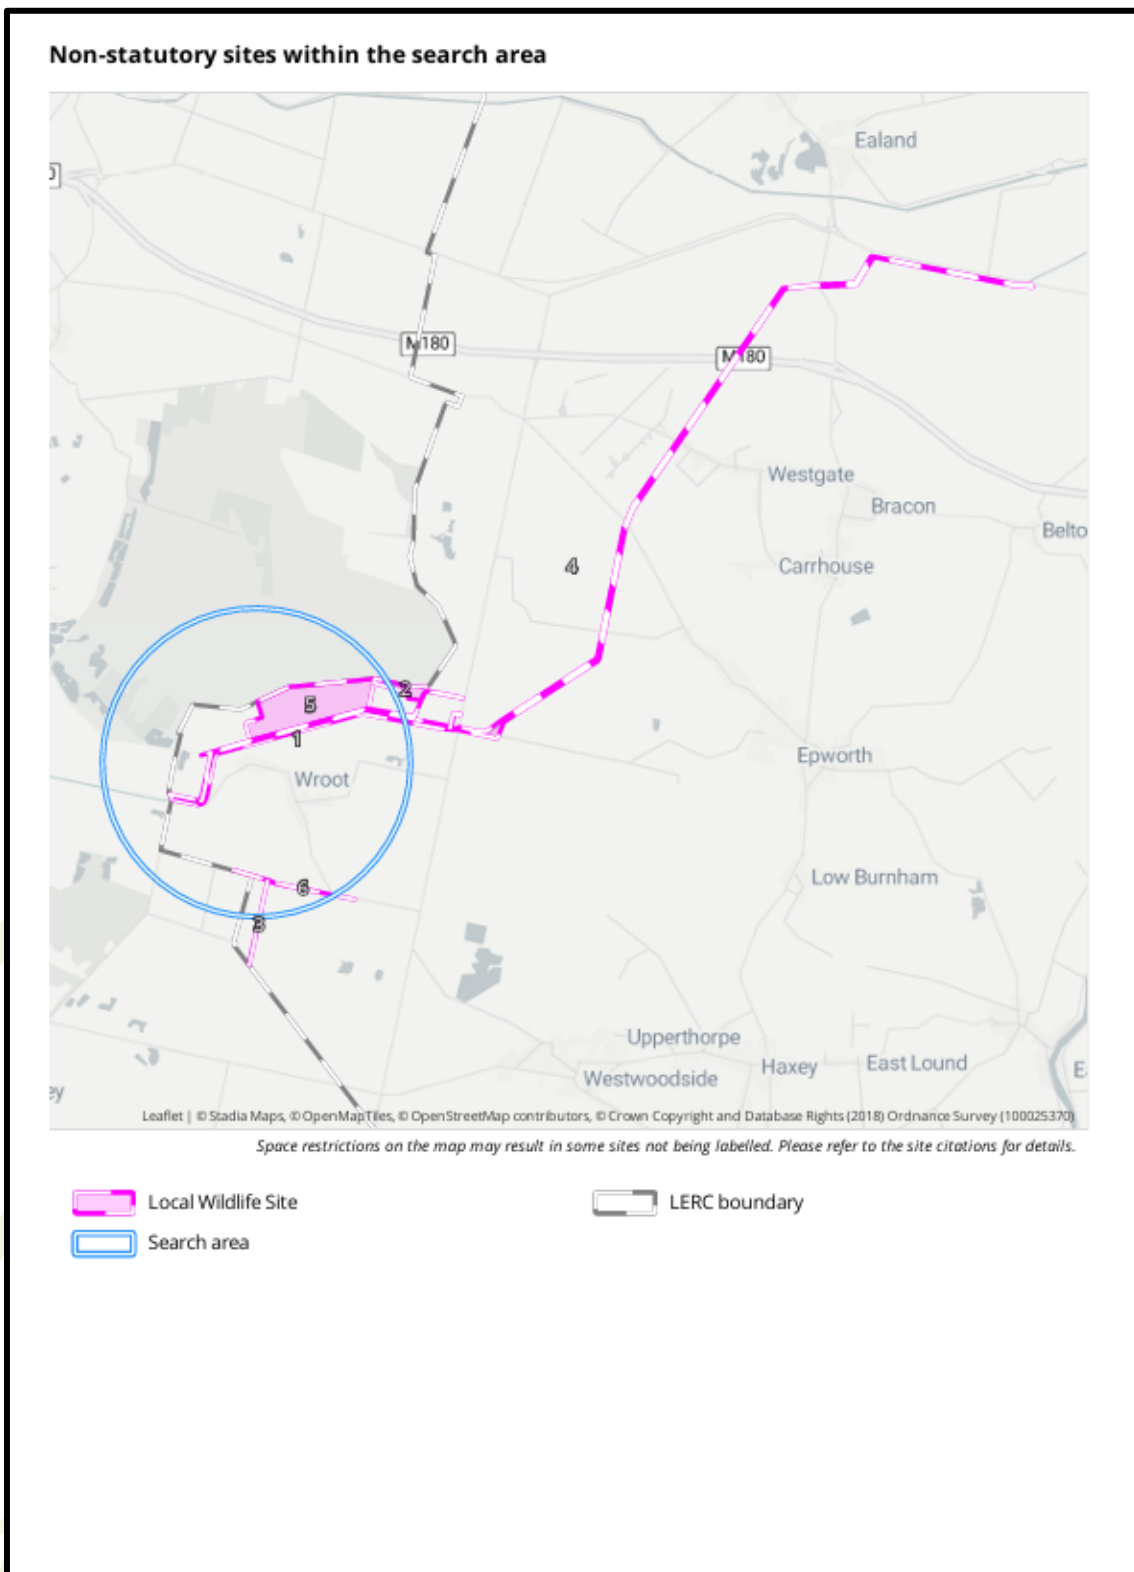 Non-statutory sites within the search area
Ealand
0
M180
M180
Westgate
Bracon
Belto
4
Carrhouse
2
5
1
Wroot
Epworth
6
Low Burnham
3
Upperthorpe
Haxey
East Lound
E
Westwoodside
ey
Leaflet | © Stadia Maps, © OpenMapTiles, © OpenStreetMap contributors, © Crown Copyright and Database Rights (2018) Ordnance Survey (100025370)
Space restrictions on the map may result in some sites not being labelled. Please refer to the site citations for details.
Local Wildlife Site
LERC boundary
Search area